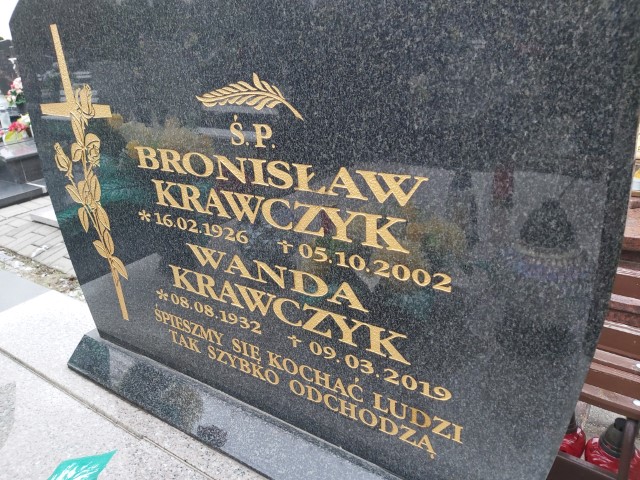 Ś.P.
BRONISŁAW
KRAWCZYK
* 16.02.1926 † 05.10.2002
WANDA
KRAWCZYK
* 08.08.1932 † 09.03.2019
ŚPIESZMY SIĘ KOCHAĆ LUDZI
TAK SZYBKO ODCHODZĄ